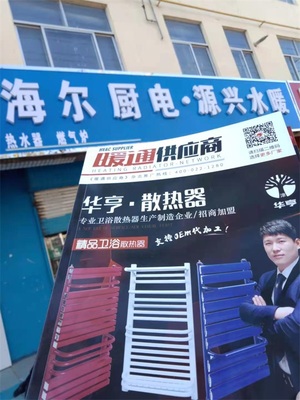 海尔 厨电·源兴水暖
热水器 燃气炉
暖通供应商
HEATING RADIATOR NETWORK
华亨·散热器
专业卫浴散热器生产制造企业/招商加盟
精品卫浴散热器
支持OEM代加工!
华亨